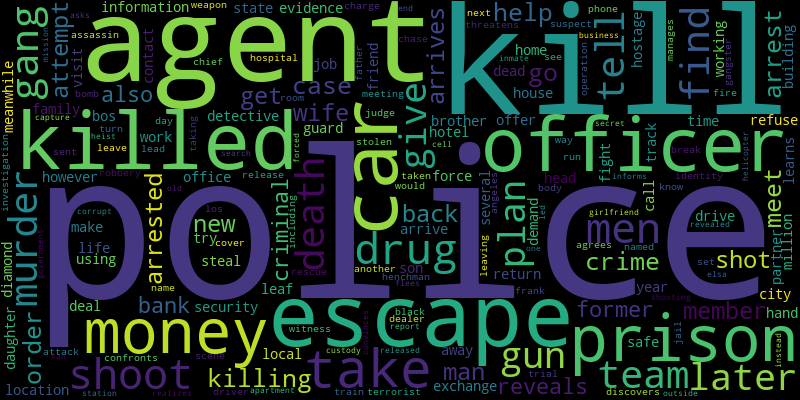 information weapon state evidence charge help next suspect phone
assassin threatens hostage
gang agent kill tell find arrest
attempt mission visit contact chief hospital job father friend end chase arrives home see manages business operation gangster working building
meanwhile bomb also get case room meeting go dead inmate house fire
family wife give
capture bos day detective judge brother offer secret time refuse
killed car officer
turn heist work taking guard stolen hotel cell way run track break learns
sent leave lead search forced taken force fight helicopter
investigation robbery however office release would head informs call identity know
murder police death men meet
old arrested criminal including several body plan
make new corrupt los angeles back girlfriend drive revealed
diamond life try cover arrive demand led named partner million
using steal drug leaving agrees crime shot
rescue another son return one set elsa city
deal leaf henchman flees frank year
bank security escape former member hand
daughter order money witness black dealer report prison
attack confronts local convinces away gun safe jail shooting
shoot scene custody released man trial team later instead
location killing take exchange reveals
station realizes driver apartment train terrorist discovers outside